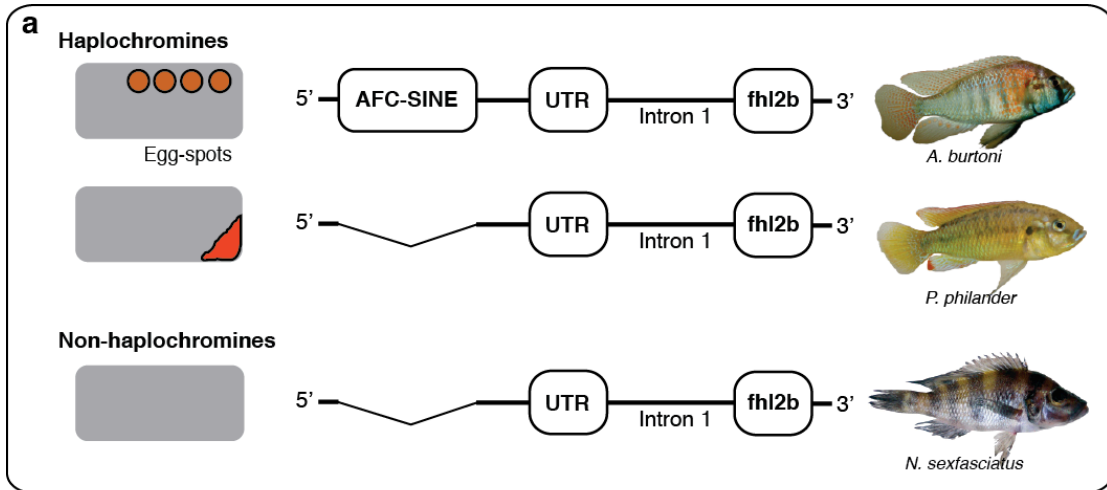 a
Haplochromines
5’ AFC-SINE UTR Intron 1 fhl2b 3’
Egg-spots
A. burtoni
5’ UTR Intron 1 fhl2b 3’
P. philander
Non-haplochromines
5’ UTR Intron 1 fhl2b 3’
N. sexfasciatus